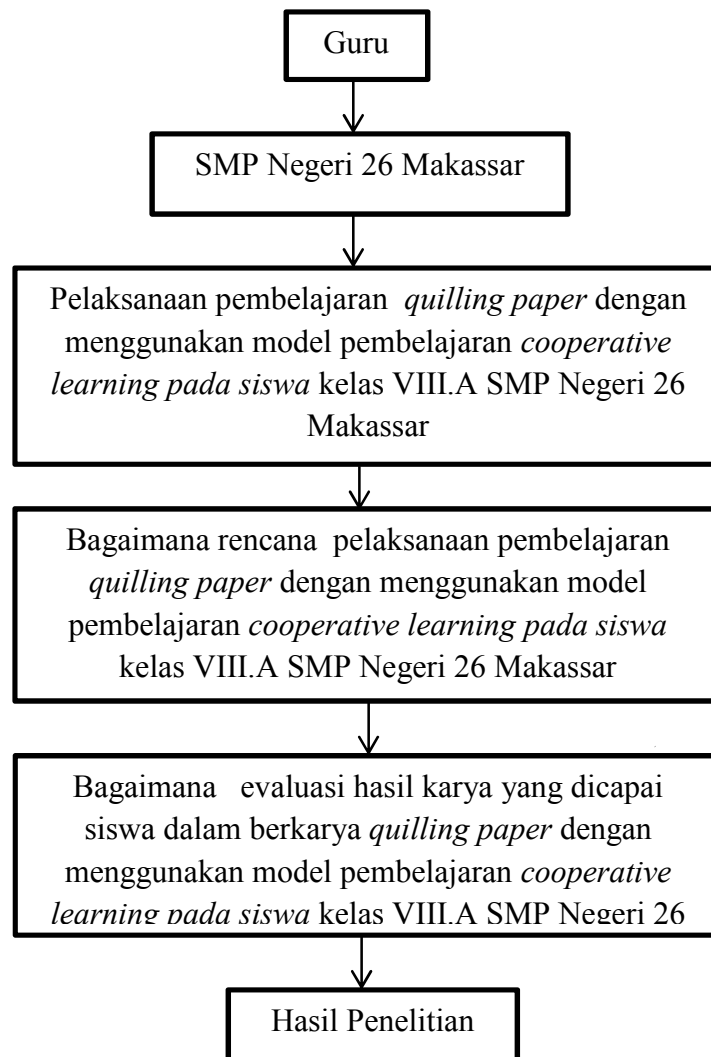 Guru
SMP Negeri 26 Makassar
Pelaksanaan pembelajaran quilling paper dengan
menggunakan model pembelajaran cooperative
learning pada siswa kelas VIII.A SMP Negeri 26
Makassar
Bagaimana rencana pelaksanaan pembelajaran
quilling paper dengan menggunakan model
pembelajaran cooperative learning pada siswa
kelas VIII.A SMP Negeri 26 Makassar
Bagaimana evaluasi hasil karya yang dicapai
siswa dalam berkarya quilling paper dengan
menggunakan model pembelajaran cooperative
learning pada siswa kelas VIII.A SMP Negeri 26
Hasil Penelitian